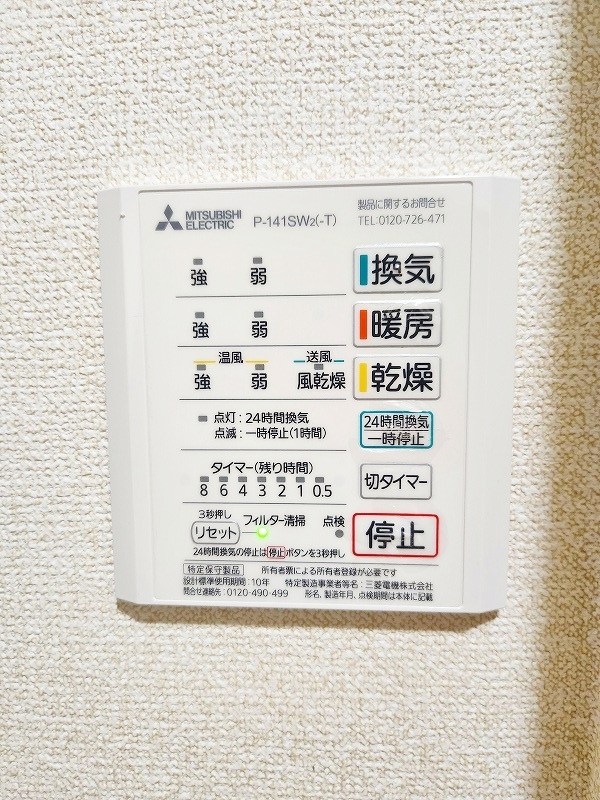 MITSUBISHI ELECTRIC P-141SW2(-T) 製品に関するお問合せ
TEL:0120-726-471
強 弱 換気
強 弱 暖房
温風 送風
強 弱 風乾燥 乾燥
点灯：24時間換気
点滅：一時停止(1時間)
24時間換気
一時停止
タイマー(残り時間)
8 6 4 3 2 1 0.5
切タイマー
3秒押し
リセット フィルター清掃 点検
停止
24時間換気の停止は停止ボタンを3秒押し
特定保守製品 所有者票による所有者登録が必要です
設計標準使用期間：10年 特定製造事業者等名：三菱電機株式会社
問合せ連絡先：0120-490-499 形名、製造年月、点検期間は本体に記載